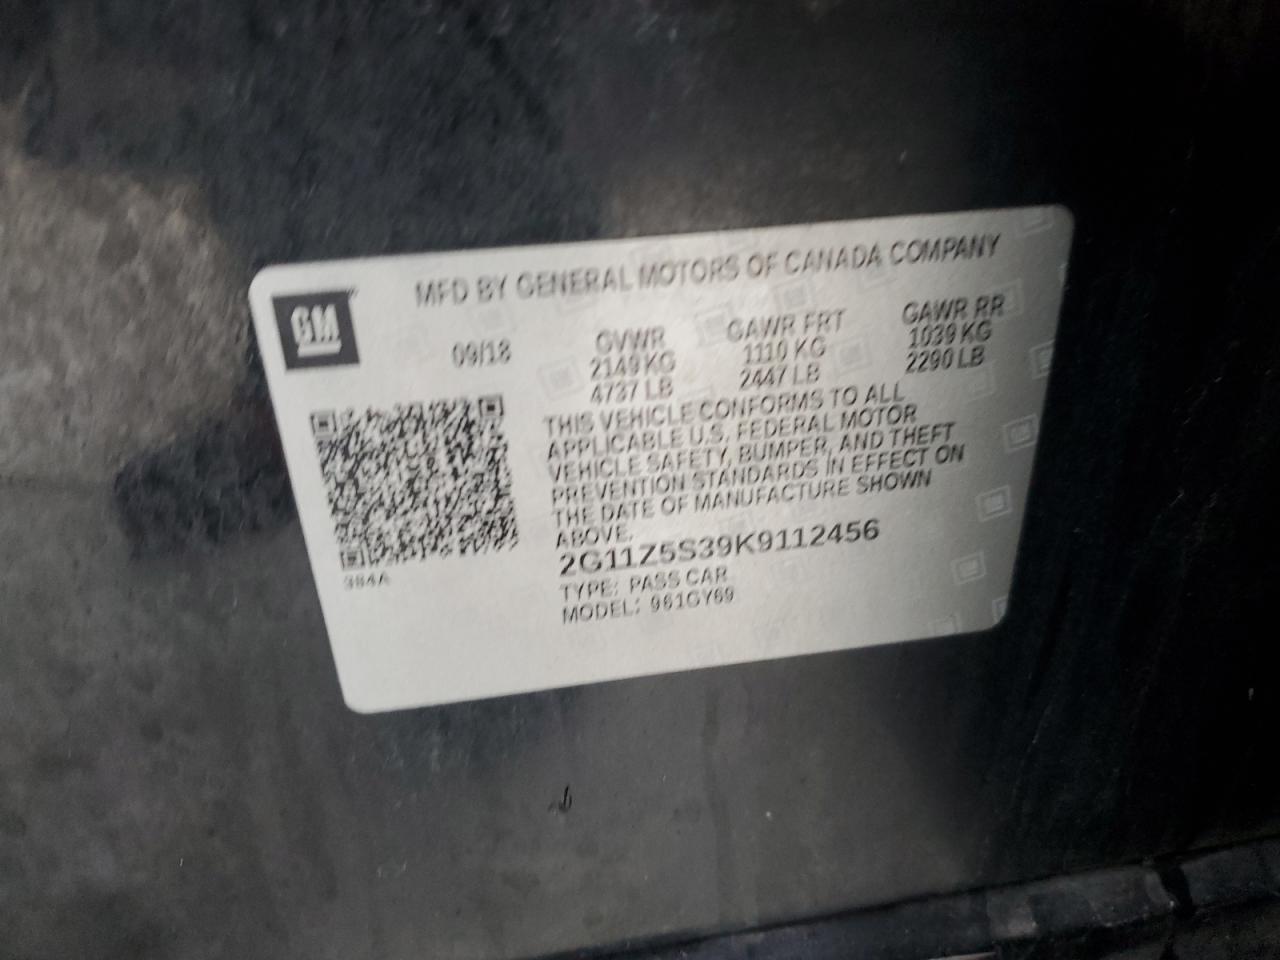 MFD BY GENERAL MOTORS OF CANADA COMPANY
GM
09/18
GVWR
2149 KG
4737 LB
GAWR FRT
1110 KG
2447 LB
GAWR RR
1039 KG
2290 LB
THIS VEHICLE CONFORMS TO ALL
APPLICABLE U.S. FEDERAL MOTOR
VEHICLE SAFETY, BUMPER, AND THEFT
PREVENTION STANDARDS IN EFFECT ON
THE DATE OF MANUFACTURE SHOWN
ABOVE.
2G11Z5S39K9112456
TYPE: PASS CAR
MODEL: 961GY69
384A